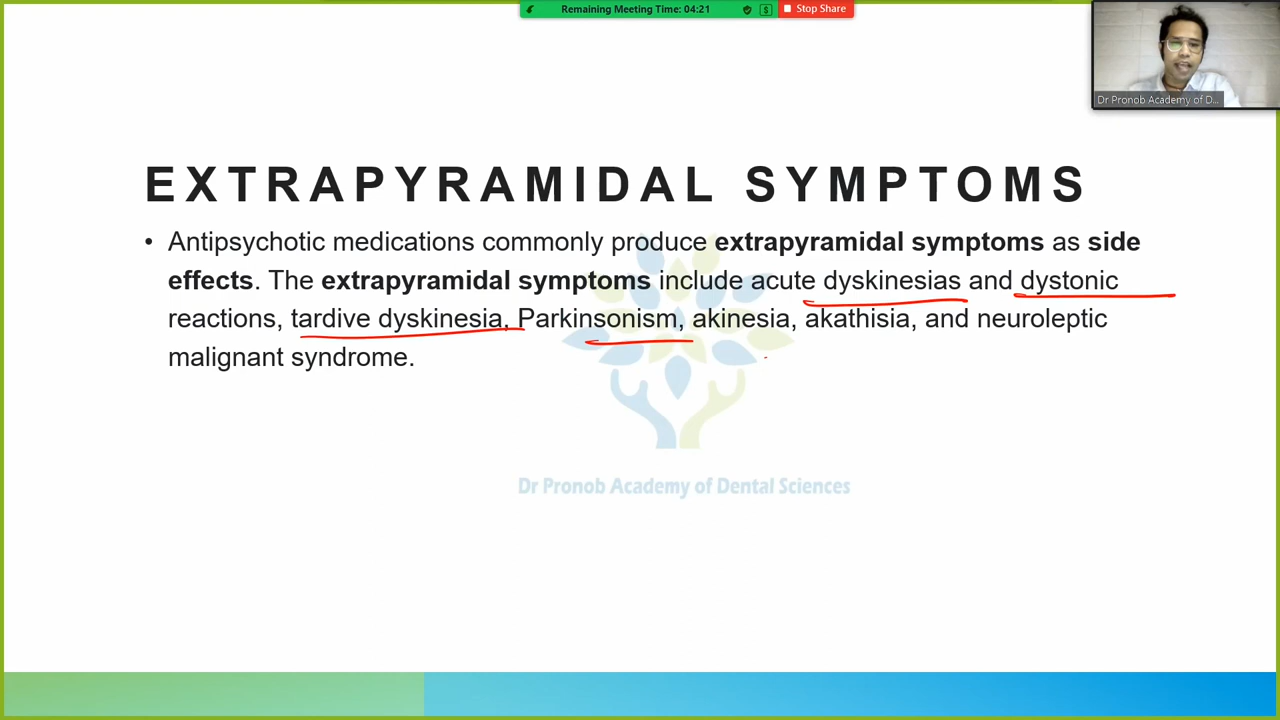 Remaining Meeting Time: 04:21
Stop Share
Dr Pronob Academy of D...
EXTRAPYRAMIDAL SYMPTOMS
• Antipsychotic medications commonly produce extrapyramidal symptoms as side
effects. The extrapyramidal symptoms include acute dyskinesias and dystonic
reactions, tardive dyskinesia, Parkinsonism, akinesia, akathisia, and neuroleptic
malignant syndrome.
Dr Pronob Academy of Dental Sciences